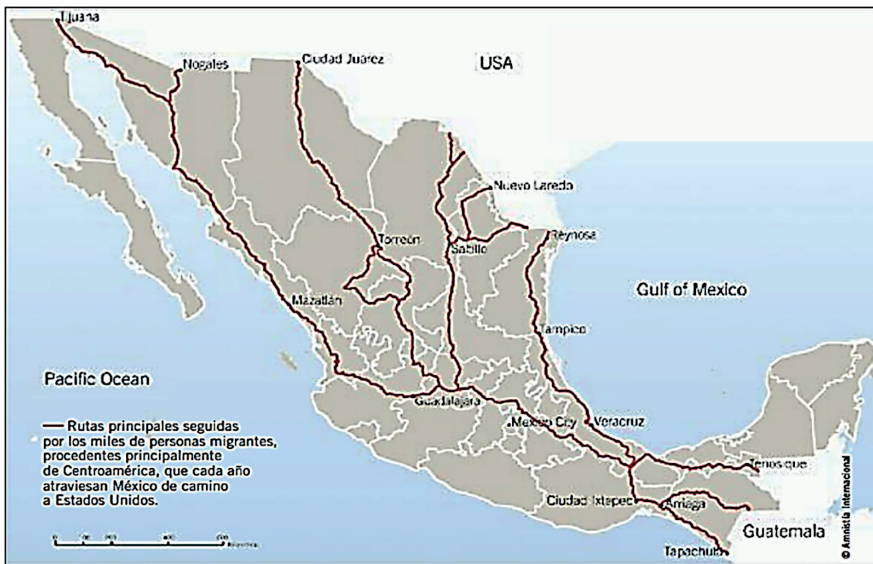 Tijuana
Nogales
Ciudad Juárez
USA
Nuevo Laredo
Torreón
Saltillo
Reynosa
Gulf of Mexico
Mazatlán
Tampico
Pacific Ocean
Guadalajara
Mexico City
Veracruz
Rutas principales seguidas
por los miles de personas migrantes,
procedentes principalmente
de Centroamérica, que cada año
atraviesan México de camino
a Estados Unidos.
Tenosique
Ciudad Ixtepec
Arriaga
Guatemala
Tapachula
© Amnistía Internacional